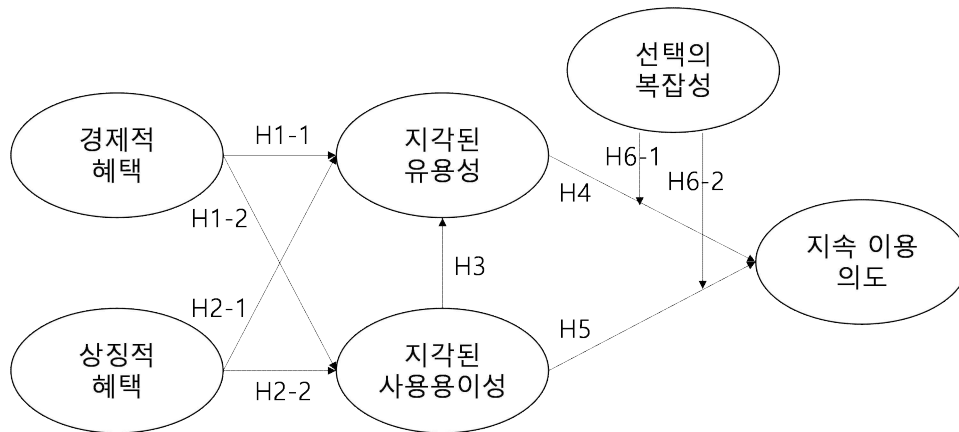 선택의
복잡성
경제적
혜택
H1-1
지각된
유용성
H6-1
H6-2
H4
H1-2
지속 이용
의도
H3
H2-1
H5
상징적
혜택
H2-2
지각된
사용용이성